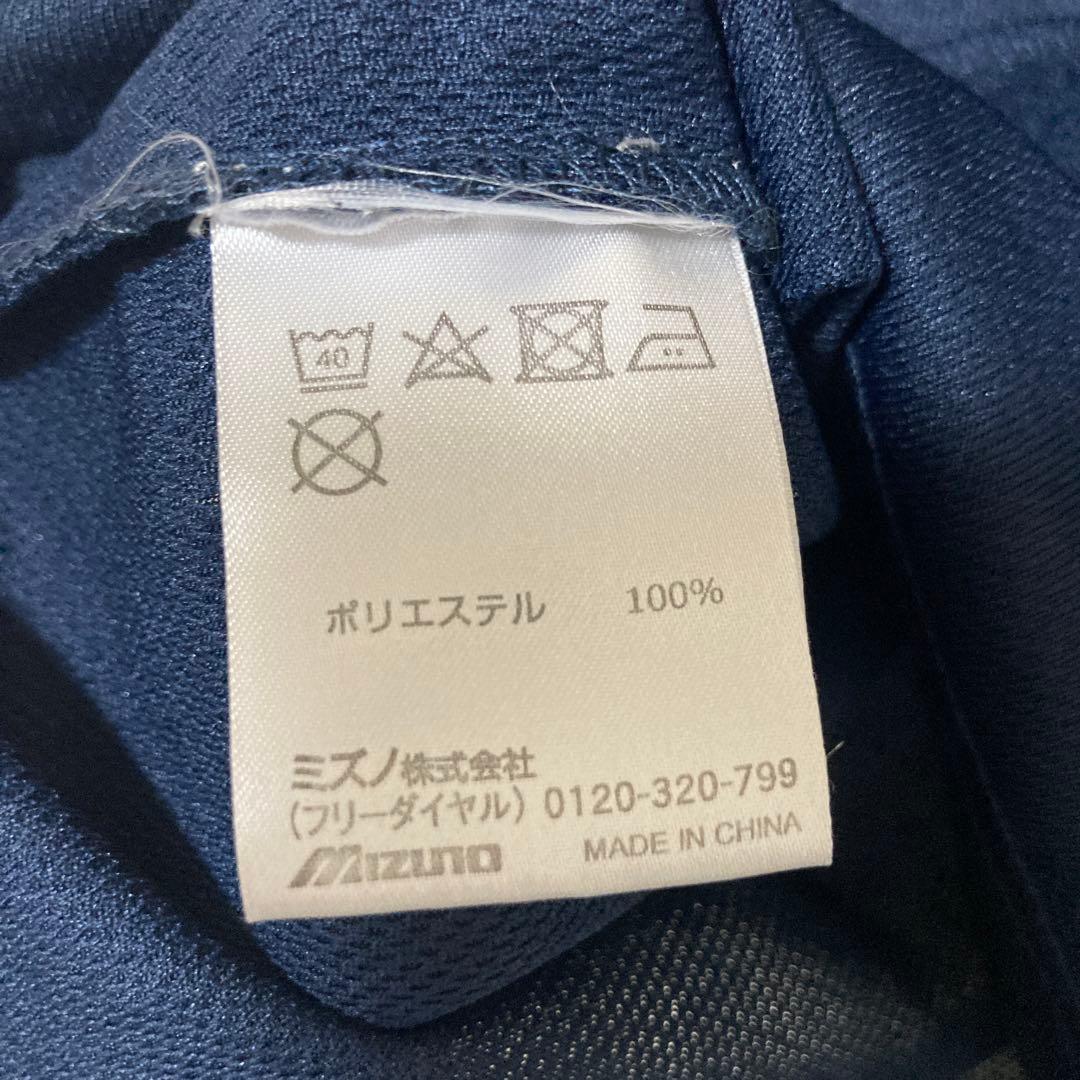 40
ポリエステル 100%
ミズノ株式会社
(フリーダイヤル) 0120-320-799
MIZUNO MADE IN CHINA